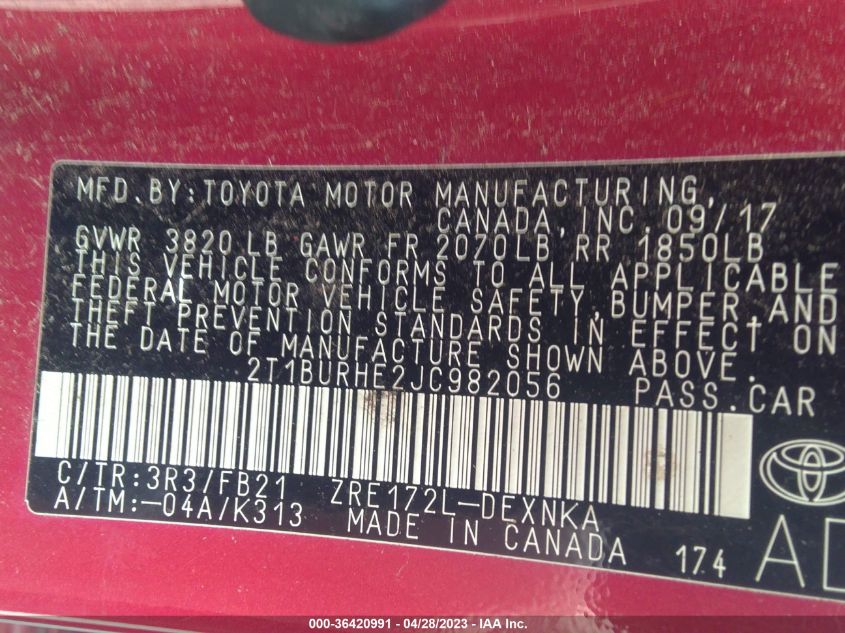 MFD.BY:TOYOTA MOTOR MANUFACTURING,
CANADA,INC.09/17
GVWR 3820LB GAWR FR 2070LB RR 1850LB
THIS VEHICLE CONFORMS TO ALL APPLICABLE
FEDERAL MOTOR VEHICLE SAFETY,BUMPER,AND
THEFT PREVENTION STANDARDS IN EFFECT ON
THE DATE OF MANUFACTURE SHOWN ABOVE.
2T1BURHE2JC982056 PASS.CAR
C/TR:3R3/FB21 ZRE172L-DEXNKA
A/TM:-04A/K313 MADE IN CANADA 174
000-36420991 - 04/28/2023 - IAA Inc.